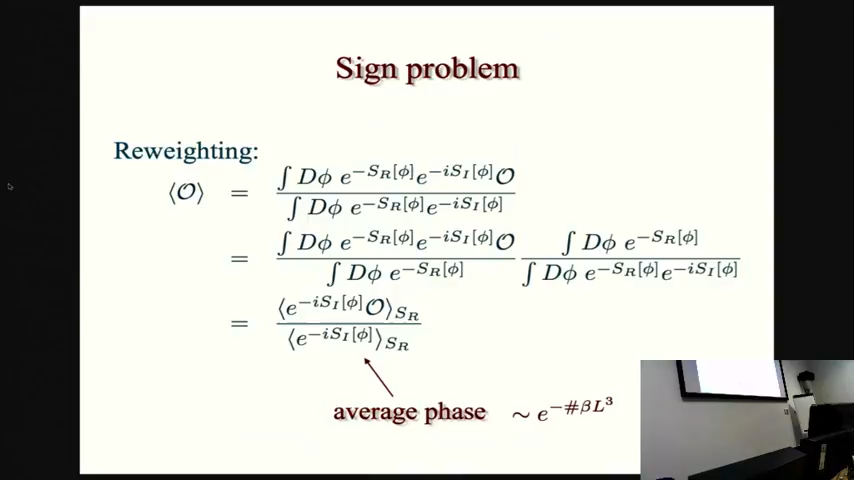 Sign problem
Reweighting:
⟨𝒪⟩ = ∫ Dϕ e^{−S_R[ϕ]} e^{−iS_I[ϕ]} 𝒪 / ∫ Dϕ e^{−S_R[ϕ]} e^{−iS_I[ϕ]}
= ∫ Dϕ e^{−S_R[ϕ]} e^{−iS_I[ϕ]} 𝒪 / ∫ Dϕ e^{−S_R[ϕ]} ∫ Dϕ e^{−S_R[ϕ]} / ∫ Dϕ e^{−S_R[ϕ]} e^{−iS_I[ϕ]}
= ⟨e^{−iS_I[ϕ]} 𝒪⟩_{S_R} / ⟨e^{−iS_I[ϕ]}⟩_{S_R}
average phase ∼ e^{−#βL³}